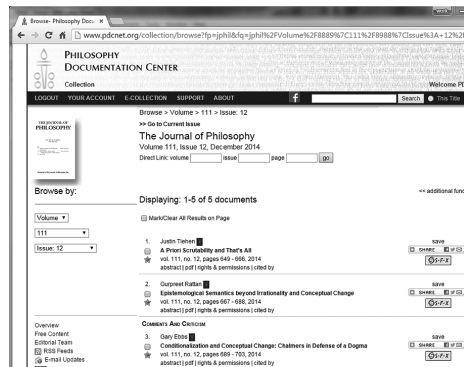 Browse- Philosophy Docu
www.pdcnet.org/collection/browse?fp=jphil&fq=jphil%2FVolume%2F8889%7C111%2F8988%7CIssue%3A+12%2F
PHILOSOPHY
DOCUMENTATION CENTER
Collection
Welcome PD
LOGOUT YOUR ACCOUNT E-COLLECTION SUPPORT ABOUT
Search This Title
THE JOURNAL OF
PHILOSOPHY
Browse > Volume > 111 > Issue: 12
>> Go to Current Issue
The Journal of Philosophy
Volume 111, Issue 12, December 2014
Direct Link: volume issue page go
Browse by:
<< additional func
Displaying: 1-5 of 5 documents
Volume
111
Issue: 12
Mark/Clear All Results on Page
1. Justin Tiehen
A Priori Scrutability and That's All
vol. 111, no. 12, pages 649 - 666, 2014
abstract | pdf | rights & permissions | cited by
save
SHARE
S-F-X
2. Gurpreet Rattan
Epistemological Semantics beyond Irrationality and Conceptual Change
vol. 111, no. 12, pages 667 - 688, 2014
abstract | pdf | rights & permissions | cited by
save
SHARE
S-F-X
COMMENTS AND CRITICISM
3. Gary Ebbs
Conditionalization and Conceptual Change: Chalmers in Defense of a Dogma
vol. 111, no. 12, pages 689 - 703, 2014
abstract | pdf | rights & permissions | cited by
save
SHARE
S-F-X
Overview
Free Content
Editorial Team
RSS Feeds
E-mail Updates